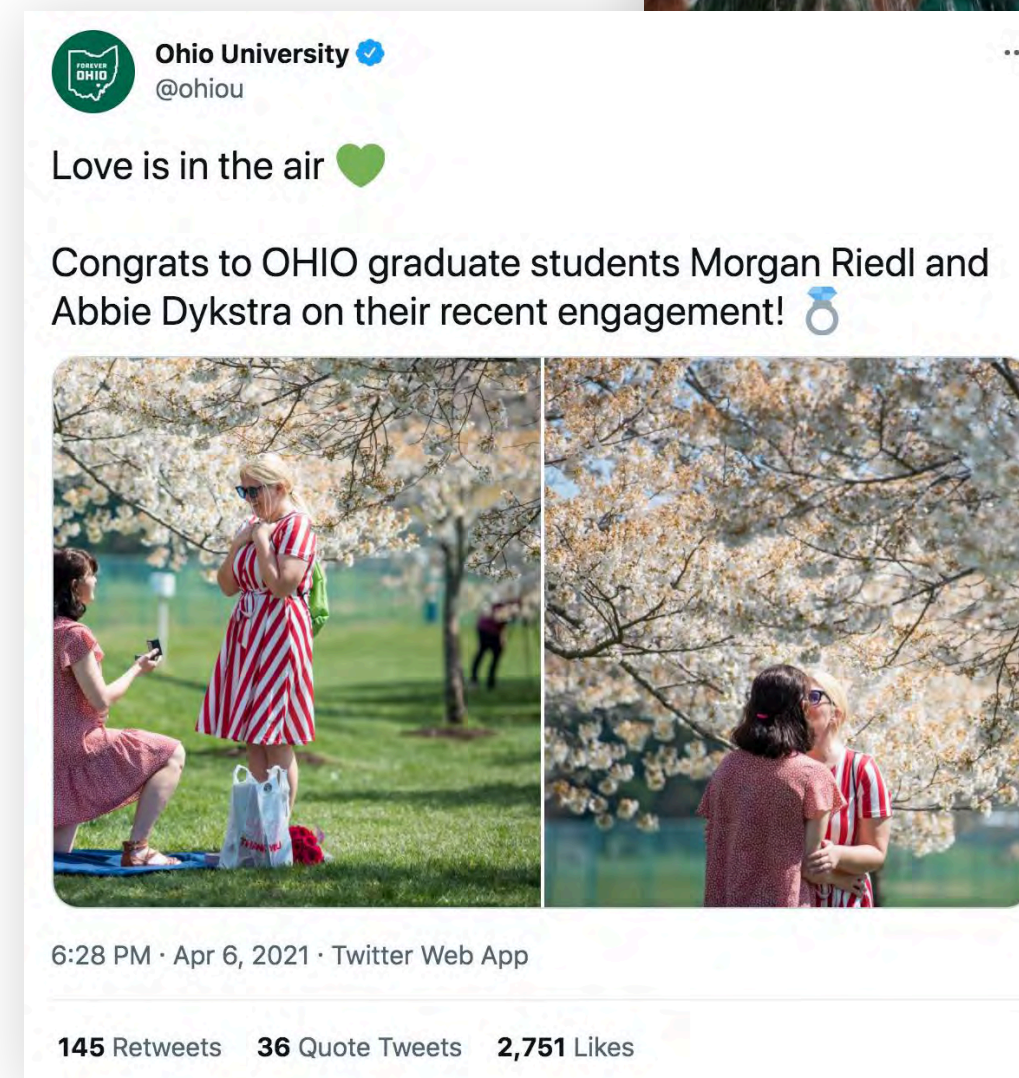 FOREVER
OHIO
Ohio University
@ohiou
Love is in the air 💚
Congrats to OHIO graduate students Morgan Riedl and
Abbie Dykstra on their recent engagement! 💍
THANK YOU
6:28 PM · Apr 6, 2021 · Twitter Web App
145 Retweets 36 Quote Tweets 2,751 Likes